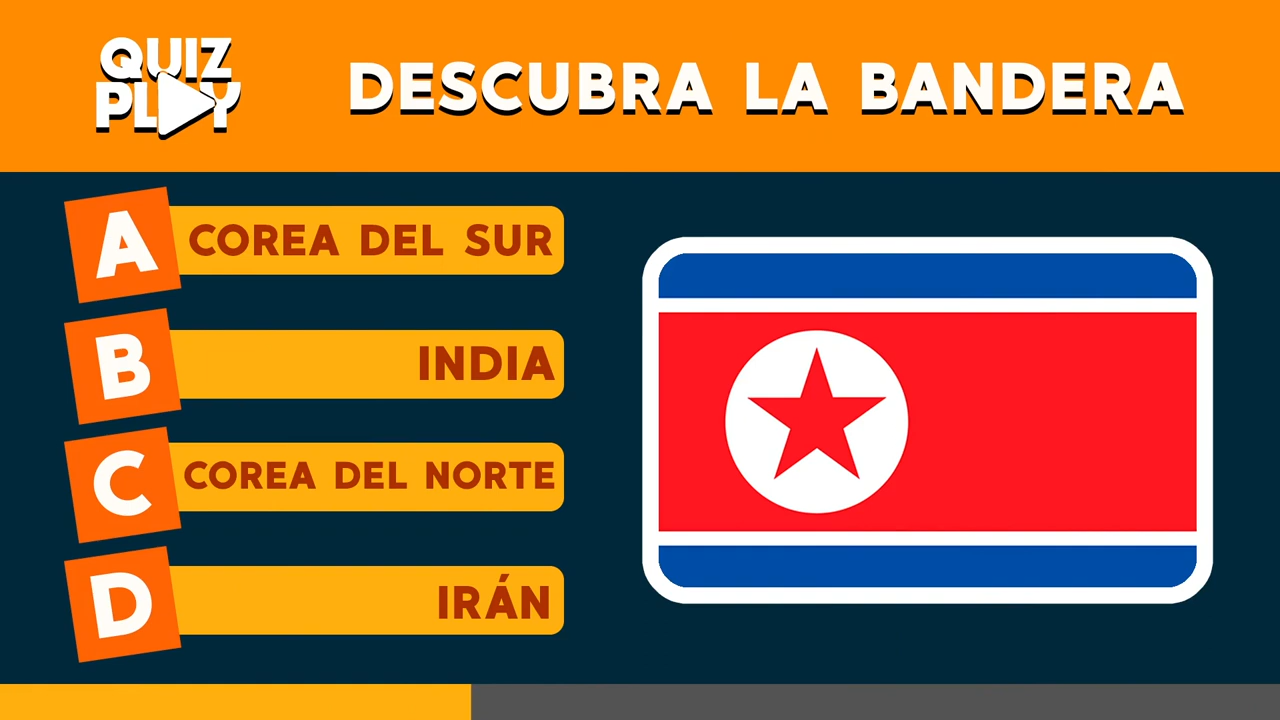 QUIZ
PLAY
DESCUBRA LA BANDERA
A
COREA DEL SUR
B
INDIA
C
COREA DEL NORTE
D
IRÁN